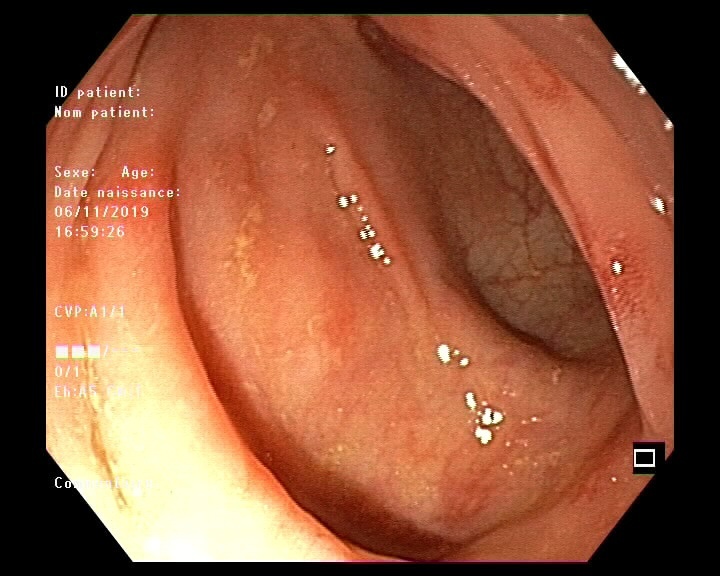 ID patient:
Nom patient:
Sexe: Age:
Date naissance:
06/11/2019
16:59:26
CVP:A1/1
0/1